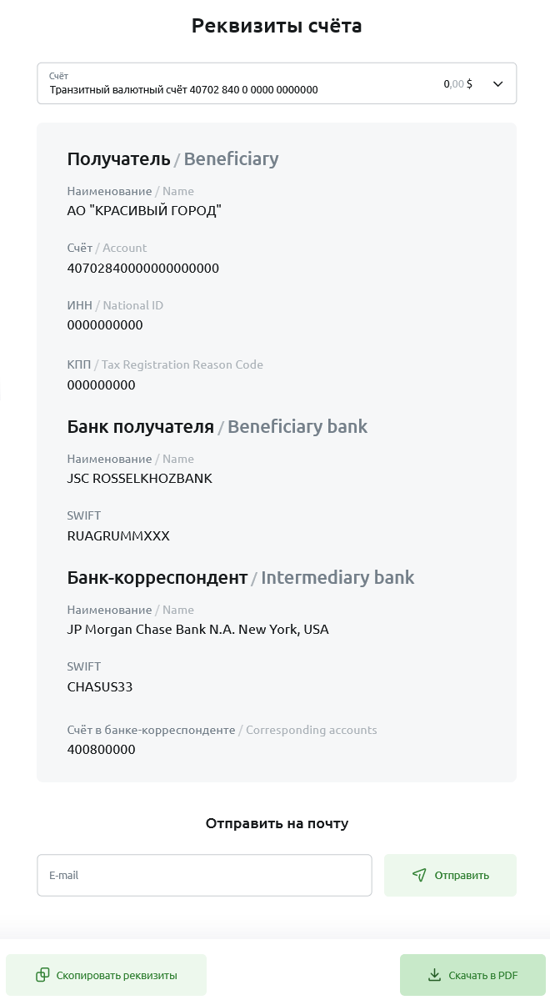 Реквизиты счёта
Счёт
Транзитный валютный счёт 40702 840 0 0000 0000000
0,00 $
Получатель / Beneficiary
Наименование / Name
АО "КРАСИВЫЙ ГОРОД"
Счёт / Account
40702840000000000000
ИНН / National ID
0000000000
КПП / Tax Registration Reason Code
000000000
Банк получателя / Beneficiary bank
Наименование / Name
JSC ROSSELKHOZBANK
SWIFT
RUAGRUMMXXX
Банк-корреспондент / Intermediary bank
Наименование / Name
JP Morgan Chase Bank N.A. New York, USA
SWIFT
CHASUS33
Счёт в банке-корреспонденте / Corresponding accounts
400800000
Отправить на почту
E-mail
Отправить
Скопировать реквизиты
Скачать в PDF